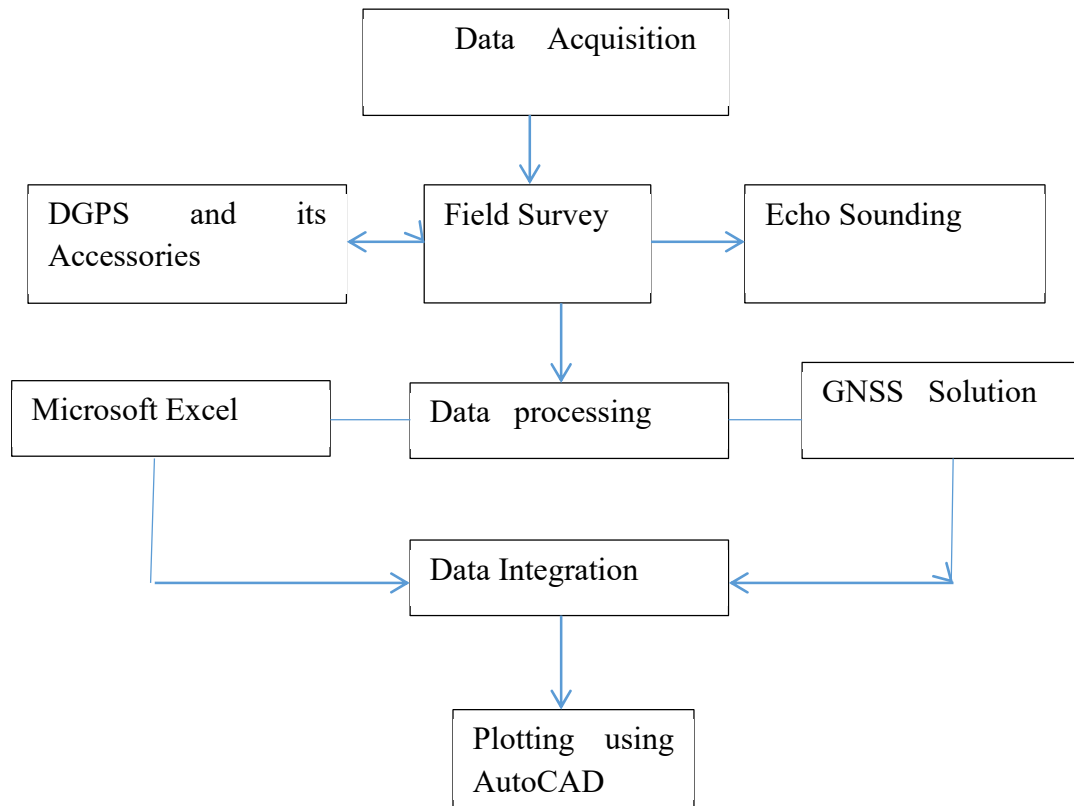 Data Acquisition
DGPS and its
Accessories
Field Survey
Echo Sounding
Microsoft Excel
Data processing
GNSS Solution
Data Integration
Plotting using
AutoCAD